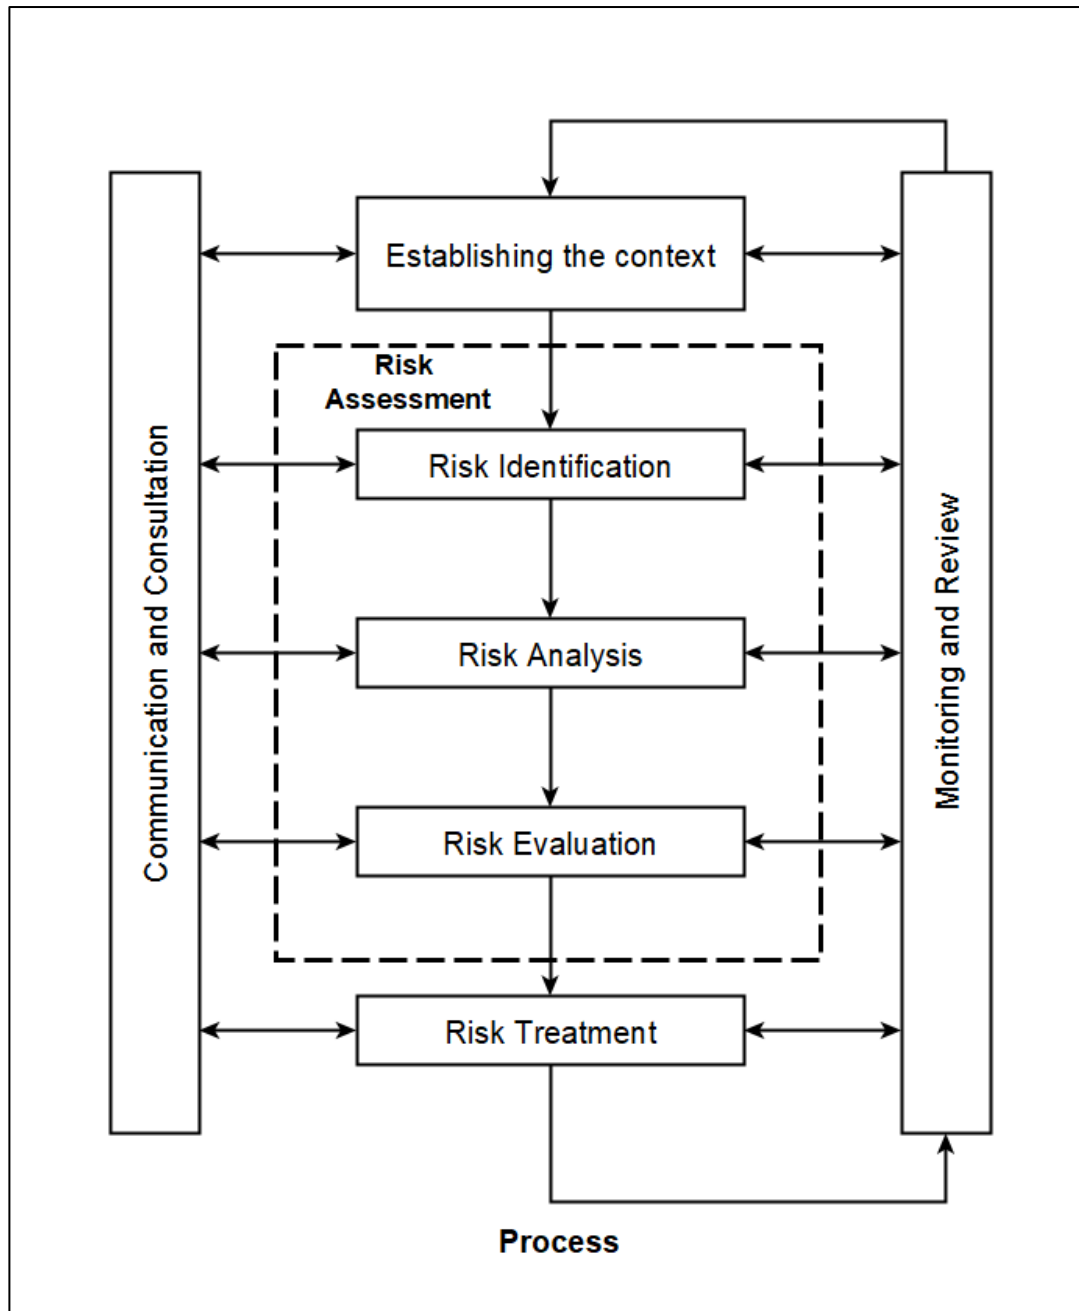 Establishing the context
Risk
Assessment
Risk Identification
Risk Analysis
Risk Evaluation
Risk Treatment
Communication and Consultation
Monitoring and Review
Process